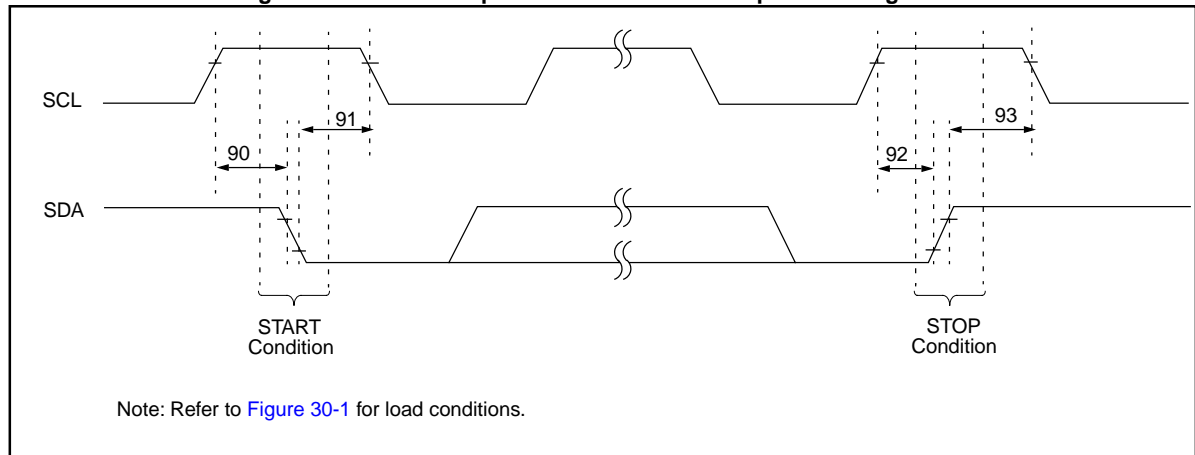 SCL
91
93
90
92
SDA
START
Condition
STOP
Condition
Note: Refer to Figure 30-1 for load conditions.